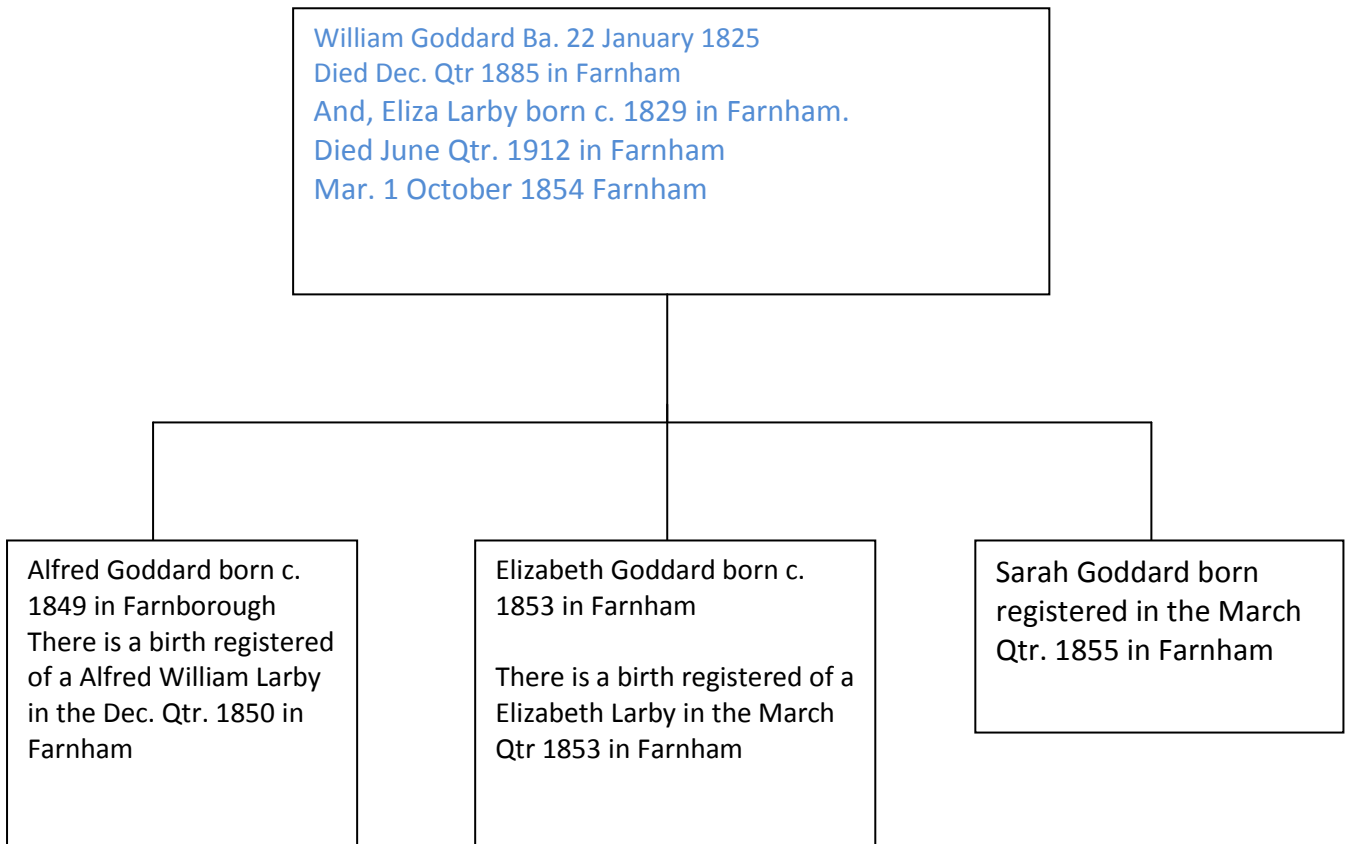 William Goddard Ba. 22 January 1825
Died Dec. Qtr 1885 in Farnham
And, Eliza Larby born c. 1829 in Farnham.
Died June Qtr. 1912 in Farnham
Mar. 1 October 1854 Farnham
Alfred Goddard born c.
1849 in Farnborough
There is a birth registered
of a Alfred William Larby
in the Dec. Qtr. 1850 in
Farnham
Elizabeth Goddard born c.
1853 in Farnham
There is a birth registered of a
Elizabeth Larby in the March
Qtr 1853 in Farnham
Sarah Goddard born
registered in the March
Qtr. 1855 in Farnham